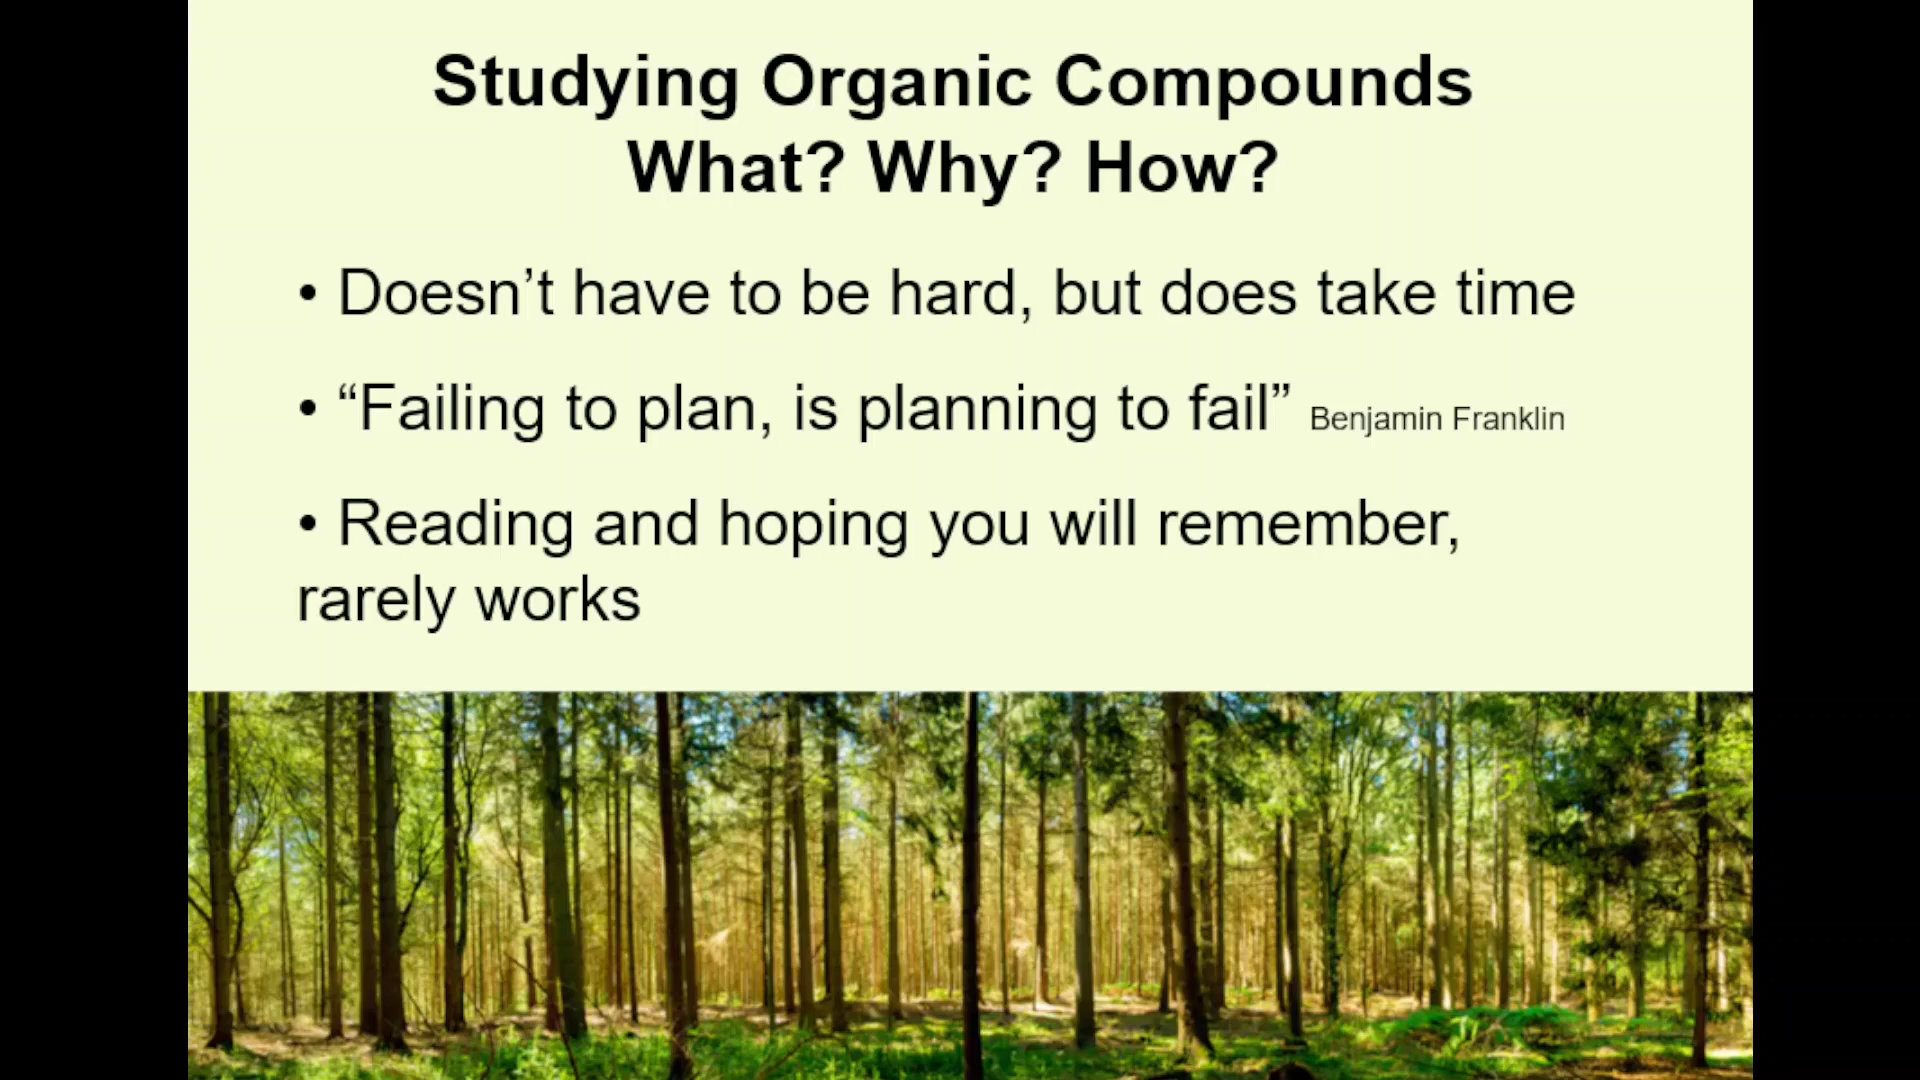 Studying Organic Compounds
What? Why? How?
• Doesn’t have to be hard, but does take time
• “Failing to plan, is planning to fail” Benjamin Franklin
• Reading and hoping you will remember,
rarely works